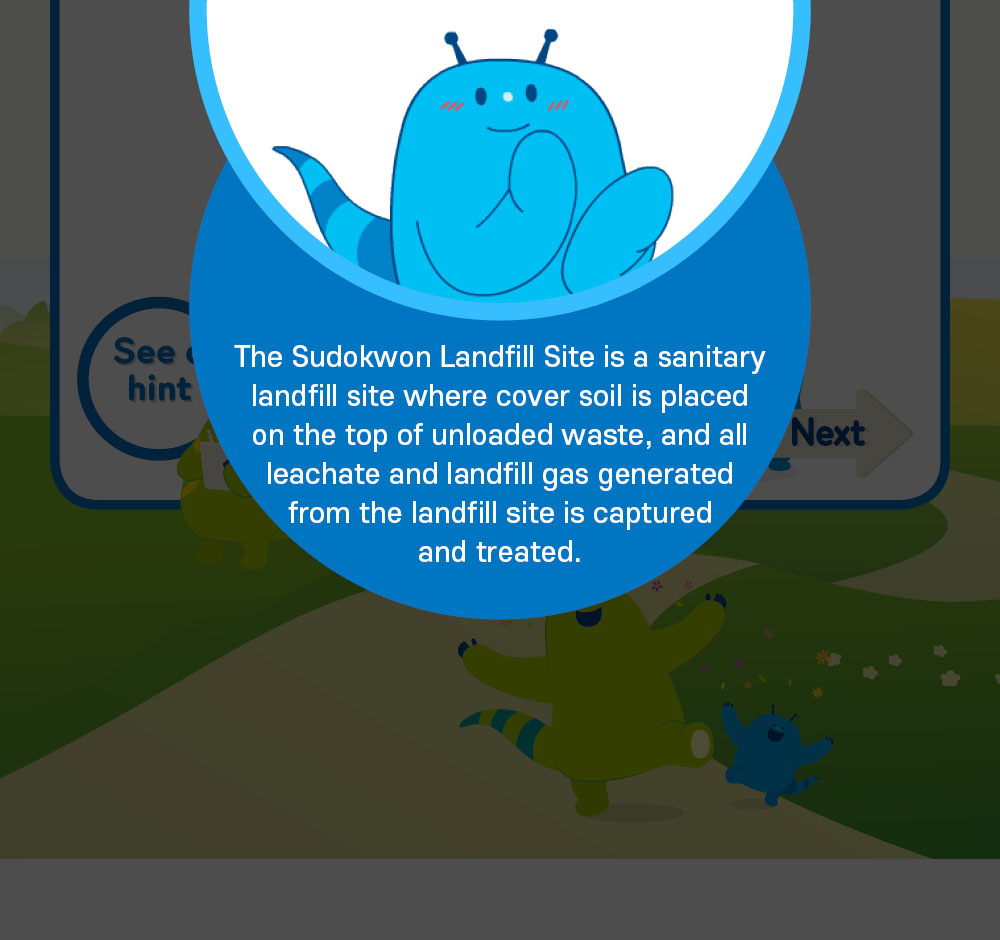 The Sudokwon Landfill Site is a sanitary
landfill site where cover soil is placed
on the top of unloaded waste, and all
leachate and landfill gas generated
from the landfill site is captured
and treated.
See
hint
Next